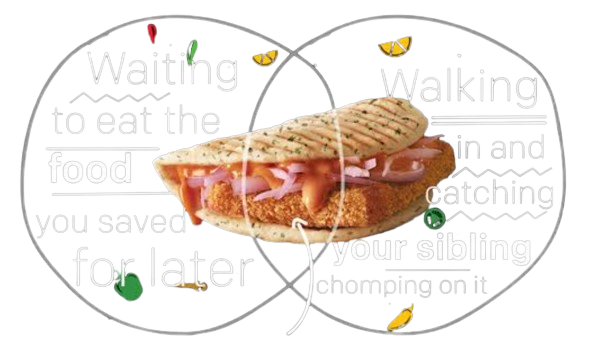 Waiting
to eat the
food
you saved
for later
Walking
in and
catching
your sibling
chomping on it